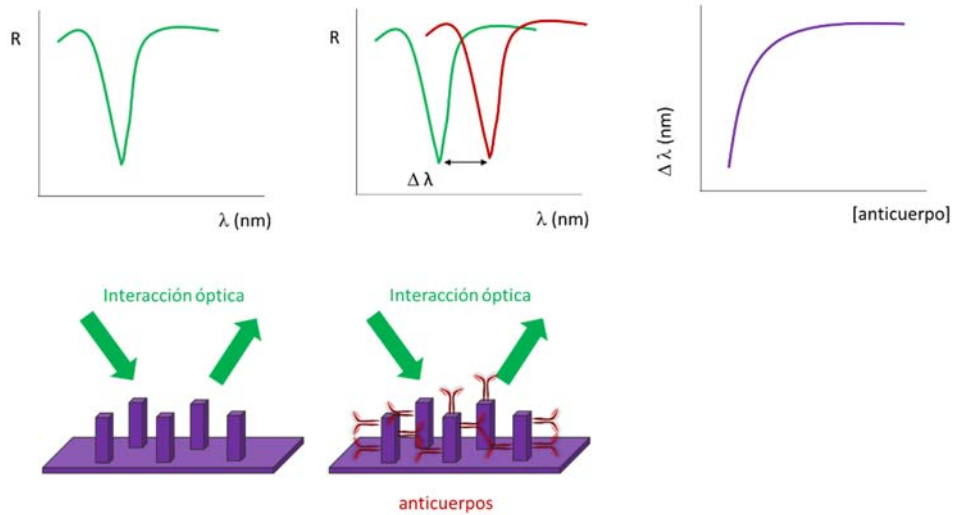 R
λ (nm)
R
Δ λ
λ (nm)
Δ λ (nm)
[anticuerpo]
Interacción óptica
Interacción óptica
anticuerpos